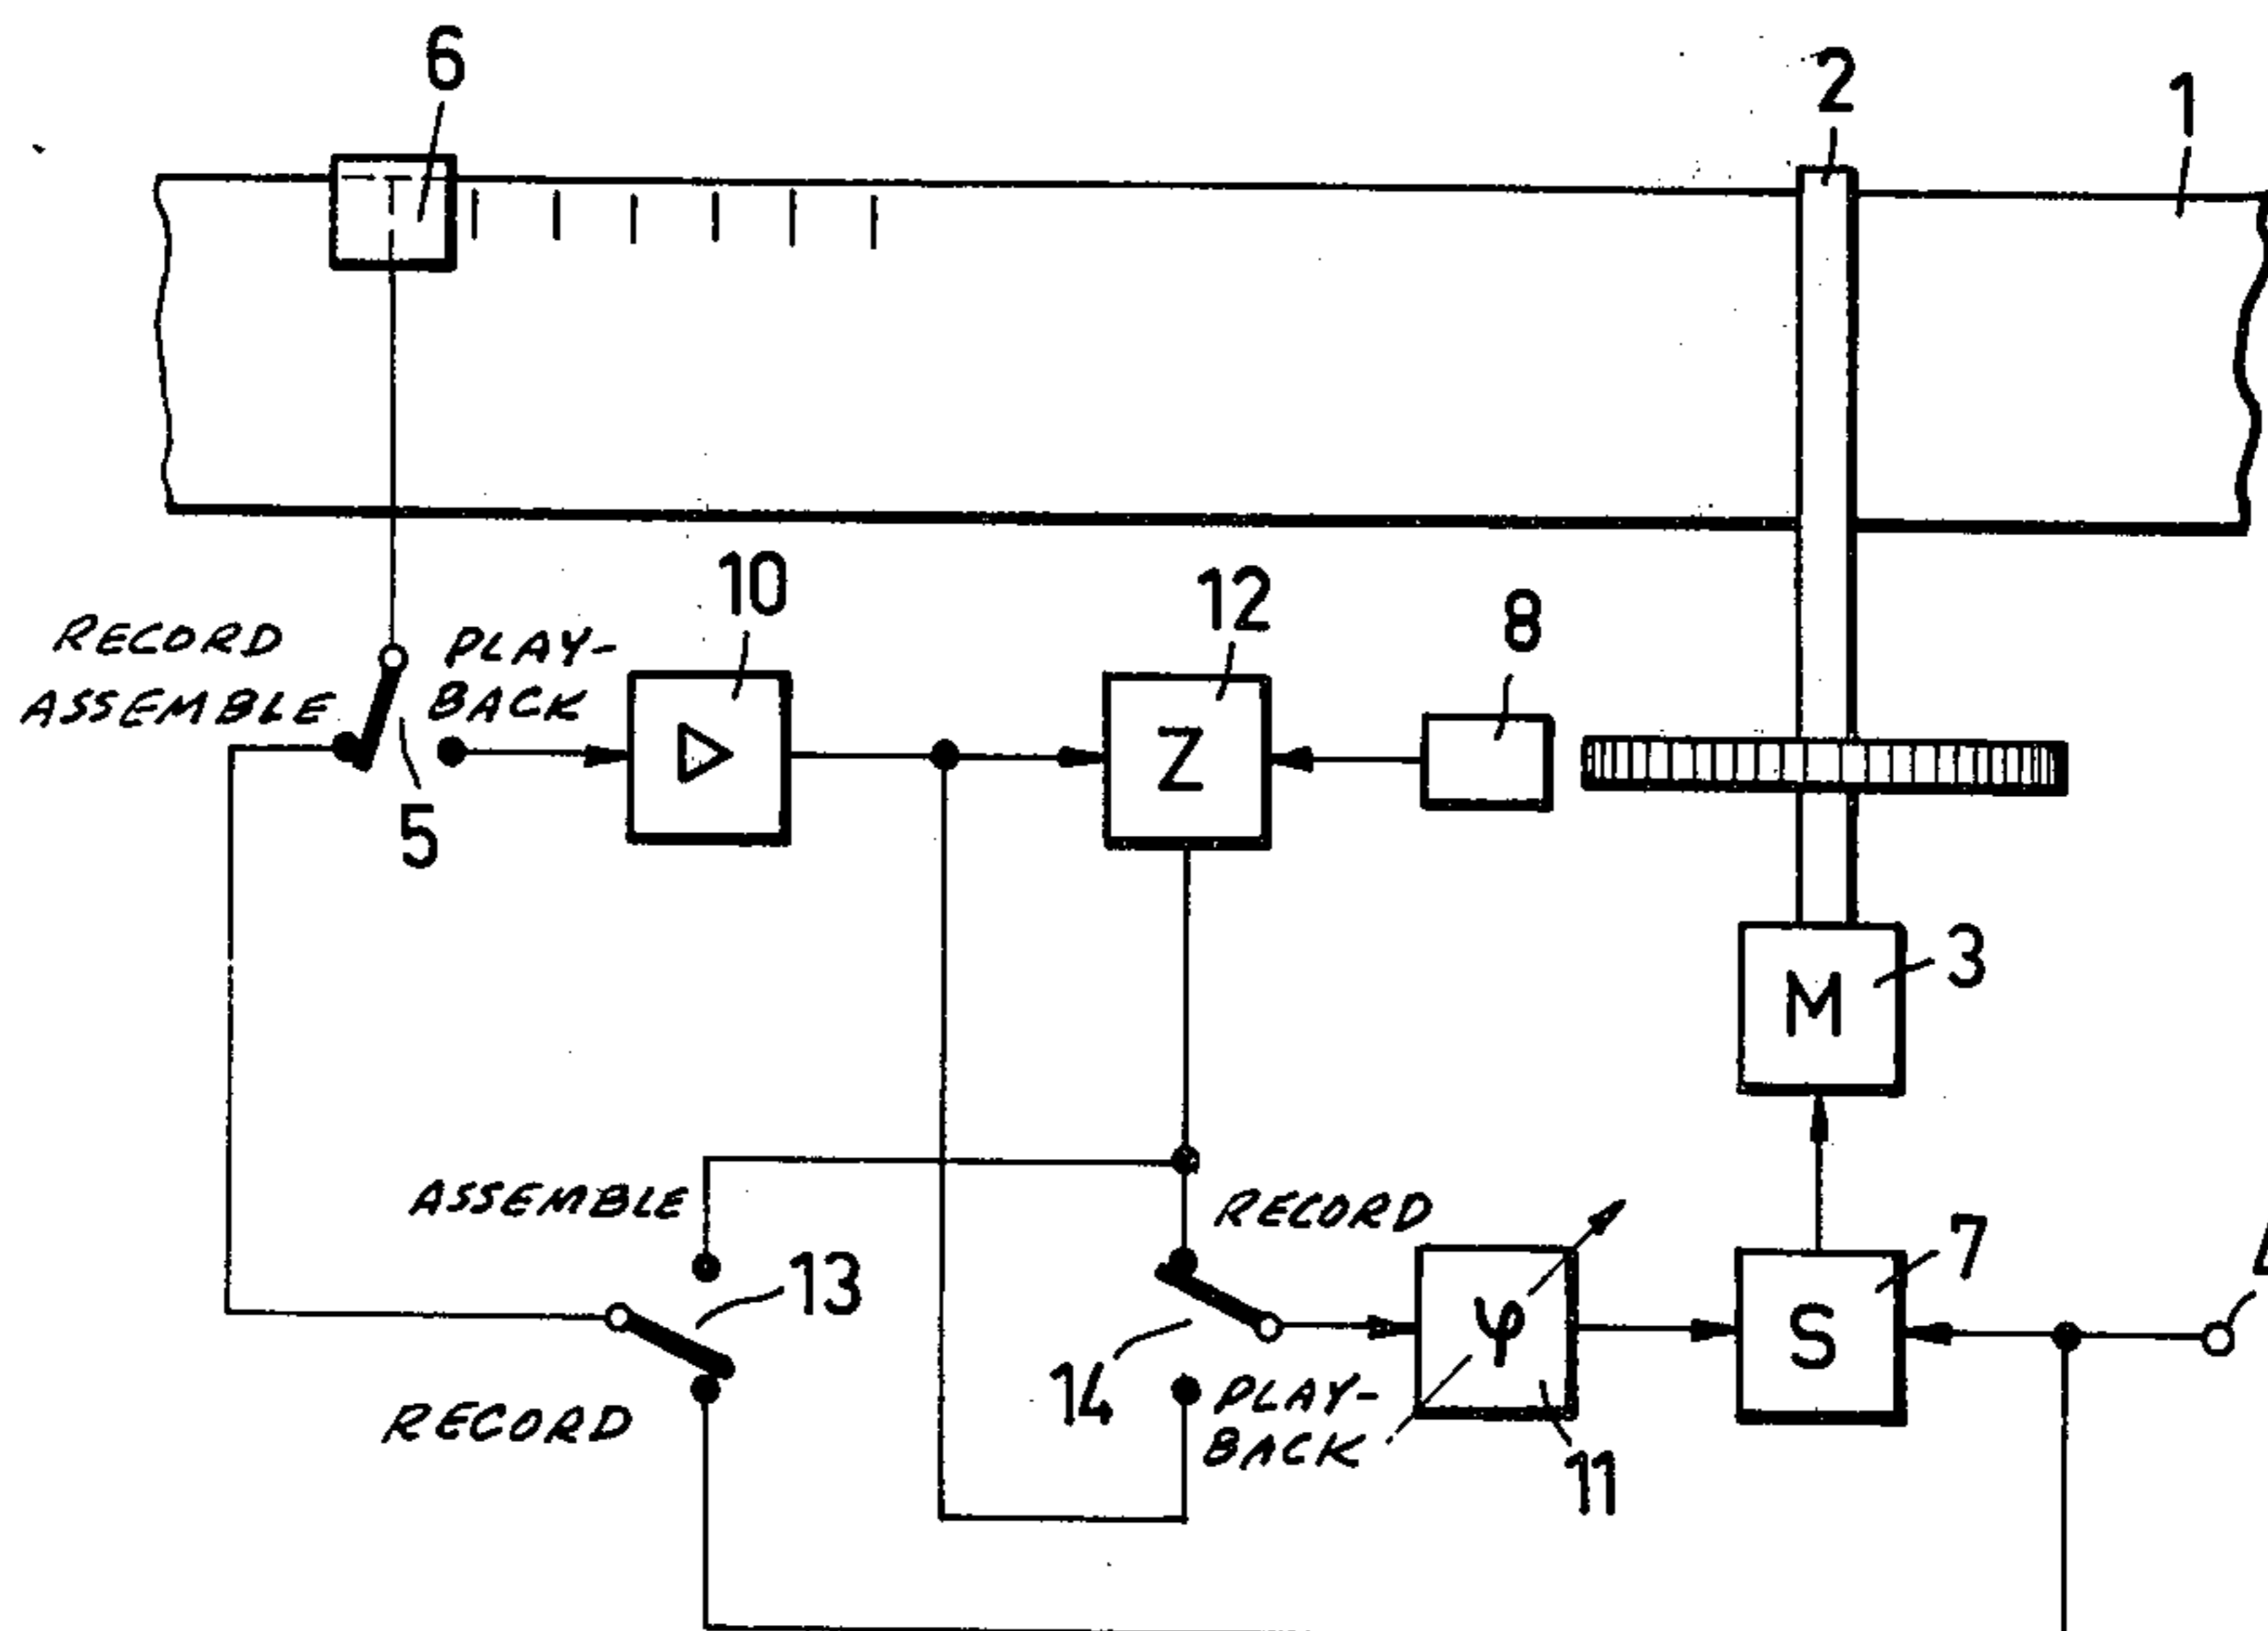 6
2
1
10
12
8
RECORD
ASSEMBLE
PLAY-
BACK
Z
5
3
M
ASSEMBLE
RECORD
7
13
φ
S
14
PLAY-
BACK
RECORD
11